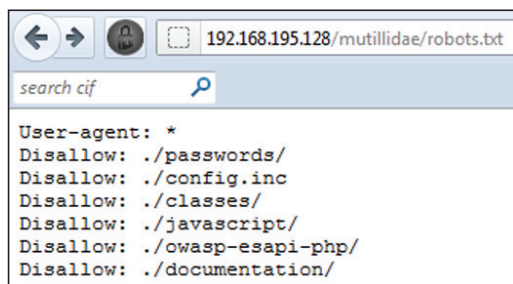 192.168.195.128/mutillidae/robots.txt
search cif
User-agent: *
Disallow: ./passwords/
Disallow: ./config.inc
Disallow: ./classes/
Disallow: ./javascript/
Disallow: ./owasp-esapi-php/
Disallow: ./documentation/